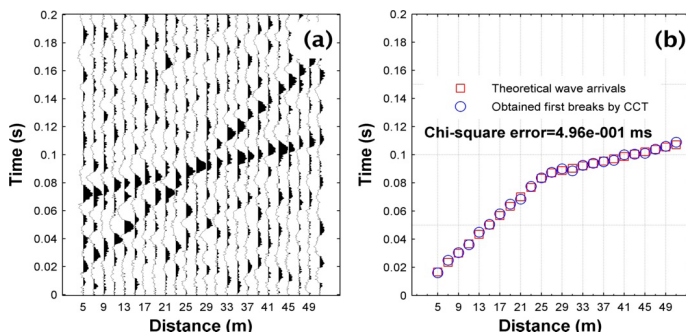 0.2
0.18
0.16
0.14
0.12
0.1
0.08
0.06
0.04
0.02
0
Time (s)
(a)
5 9 13 17 21 25 29 33 37 41 45 49
Distance (m)
0.2
0.18
0.16
0.14
0.12
0.1
0.08
0.06
0.04
0.02
0
Time (s)
(b)
Theoretical wave arrivals
Obtained first breaks by CCT
Chi-square error=4.96e-001 ms
5 9 13 17 21 25 29 33 37 41 45 49
Distance (m)